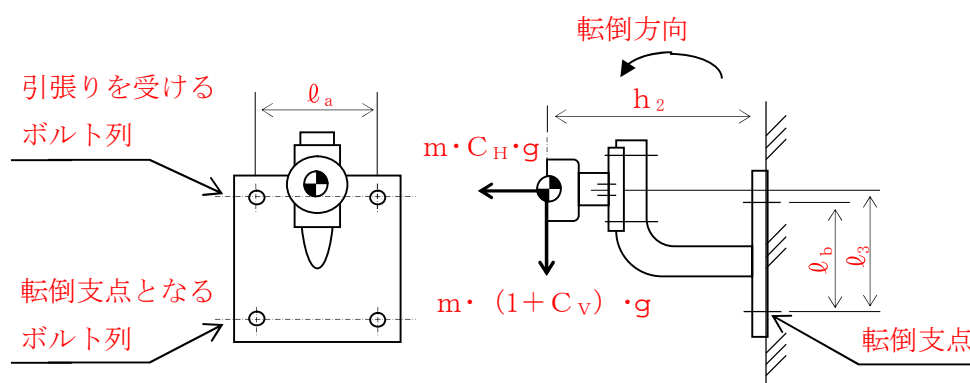 転倒方向
引張りを受ける
ボルト列
ℓa
h2
m・CH・g
m・(1+CV)・g
ℓb
ℓ3
転倒支点となる
ボルト列
転倒支点